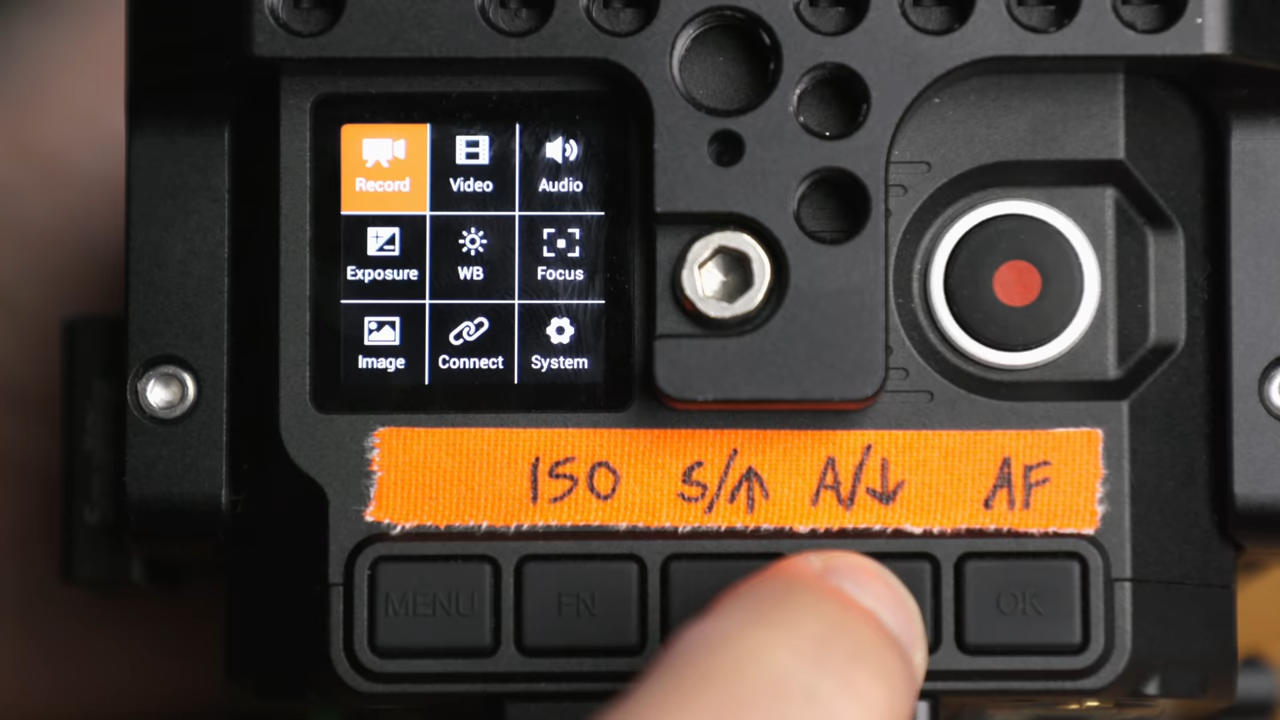 Record Video Audio
Exposure WB Focus
Image Connect System
ISO S/↑ A/↓ AF
MENU FN OK